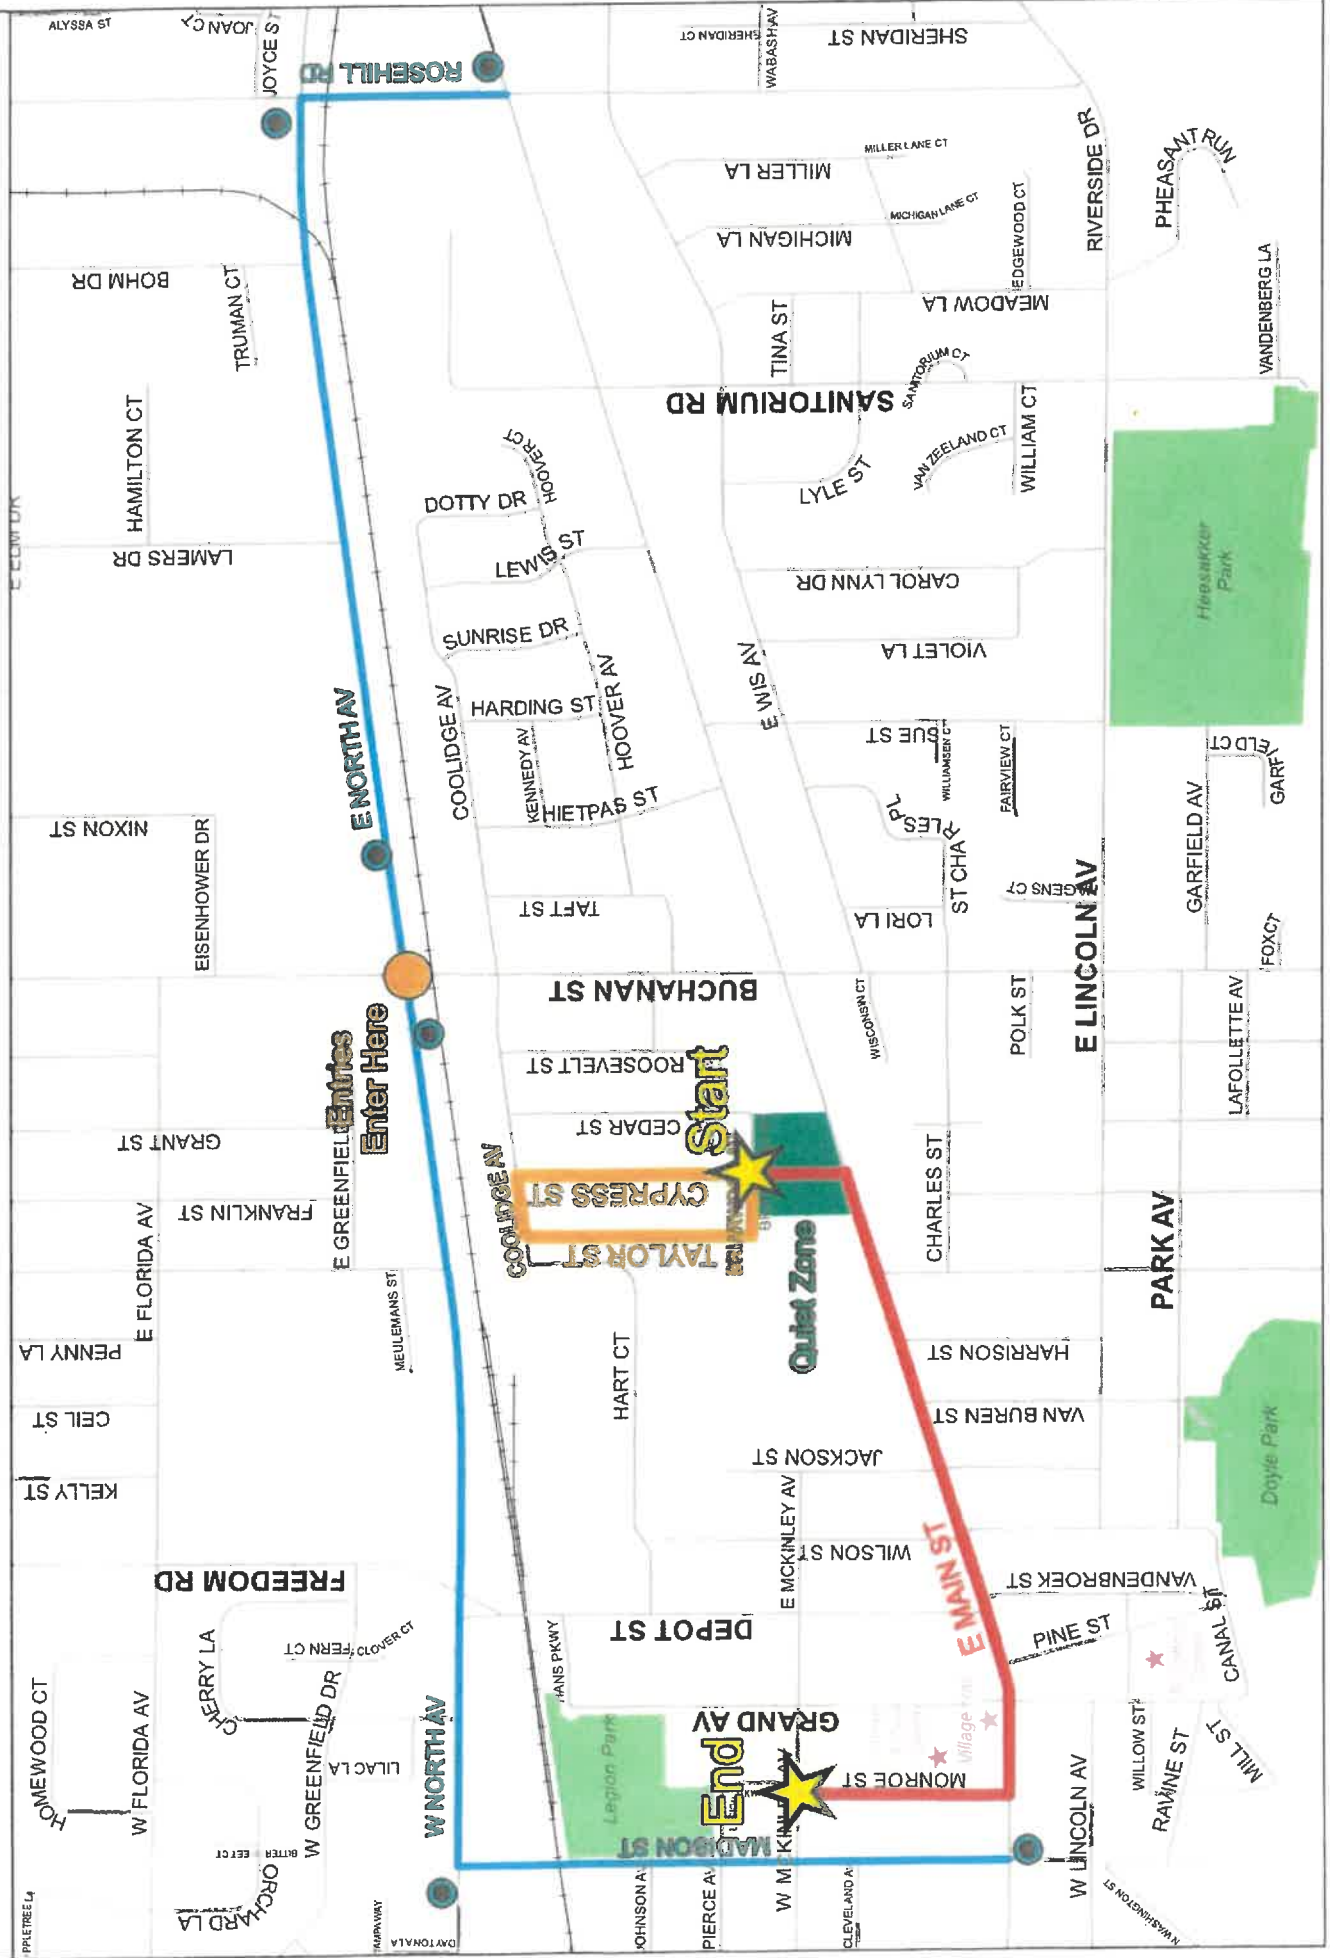 ALYSSA ST
JOAN CT
JOYCE ST
ROSEHILL RD
SHERIDAN CT
WABASH AV
SHERIDAN ST
MILLER LA
MILLER LANE CT
MICHIGAN LA
MICHIGAN LANE CT
EDGEWOOD CT
RIVERSIDE DR
PHEASANT RUN
BOHM DR
TRUMAN CT
TINA ST
MEADOW LA
VANDENBERG LA
SANITORIUM RD
SANITORIUM CT
HAMILTON CT
HOOVER CT
DOTTY DR
LYLE ST
VAN ZEELAND CT
WILLIAM CT
E ELM DR
LAMERS DR
LEWIS ST
CAROL LYNN DR
Heesakker
Park
SUNRISE DR
VIOLET LA
E NORTH AV
COOLIDGE AV
HARDING ST
HOOVER AV
E WIS AV
KENNEDY AV
SUE ST
WILLIAMSEN CT
FAIRVIEW CT
GARFIELD CT
HIETPAS ST
NIXON ST
EISENHOWER DR
ST CHARLES PL
GARFIELD AV
TAFT ST
LORI LA
E LINCOLN AV
FOX CT
BUCHANAN ST
WISCONSIN CT
POLK ST
LAFOLLETTE AV
Entries
Enter Here
ROOSEVELT ST
Start
GRANT ST
E GREENFIELD
CEDAR ST
COOLIDGE AV
CYPRESS ST
FRANKLIN ST
E FLORIDA AV
TAYLOR ST
Quiet Zone
CHARLES ST
PARK AV
MEULEMANS ST
PENNY LA
HART CT
HARRISON ST
CEIL ST
VAN BUREN ST
Doyle Park
KELLY ST
JACKSON ST
E MCKINLEY AV
WILSON ST
E MAIN ST
FREEDOM RD
VANDENBROEK ST
CANAL ST
DEPOT ST
PINE ST
CHERRY LA
FERN CT
CLOVER CT
HANS PKWY
HOMEWOOD CT
W FLORIDA AV
W GREENFIELD DR
LILAC LA
W NORTH AV
Legion Park
GRAND AV
End
MONROE ST
WILLOW ST
RAVINE ST
MILL ST
MADISON ST
W MCKINLEY AV
W LINCOLN AV
ORCHARD LA
DAYTONA LA
JOHNSON AV
PIERCE AV
CLEVELAND AV
N WASHINGTON ST